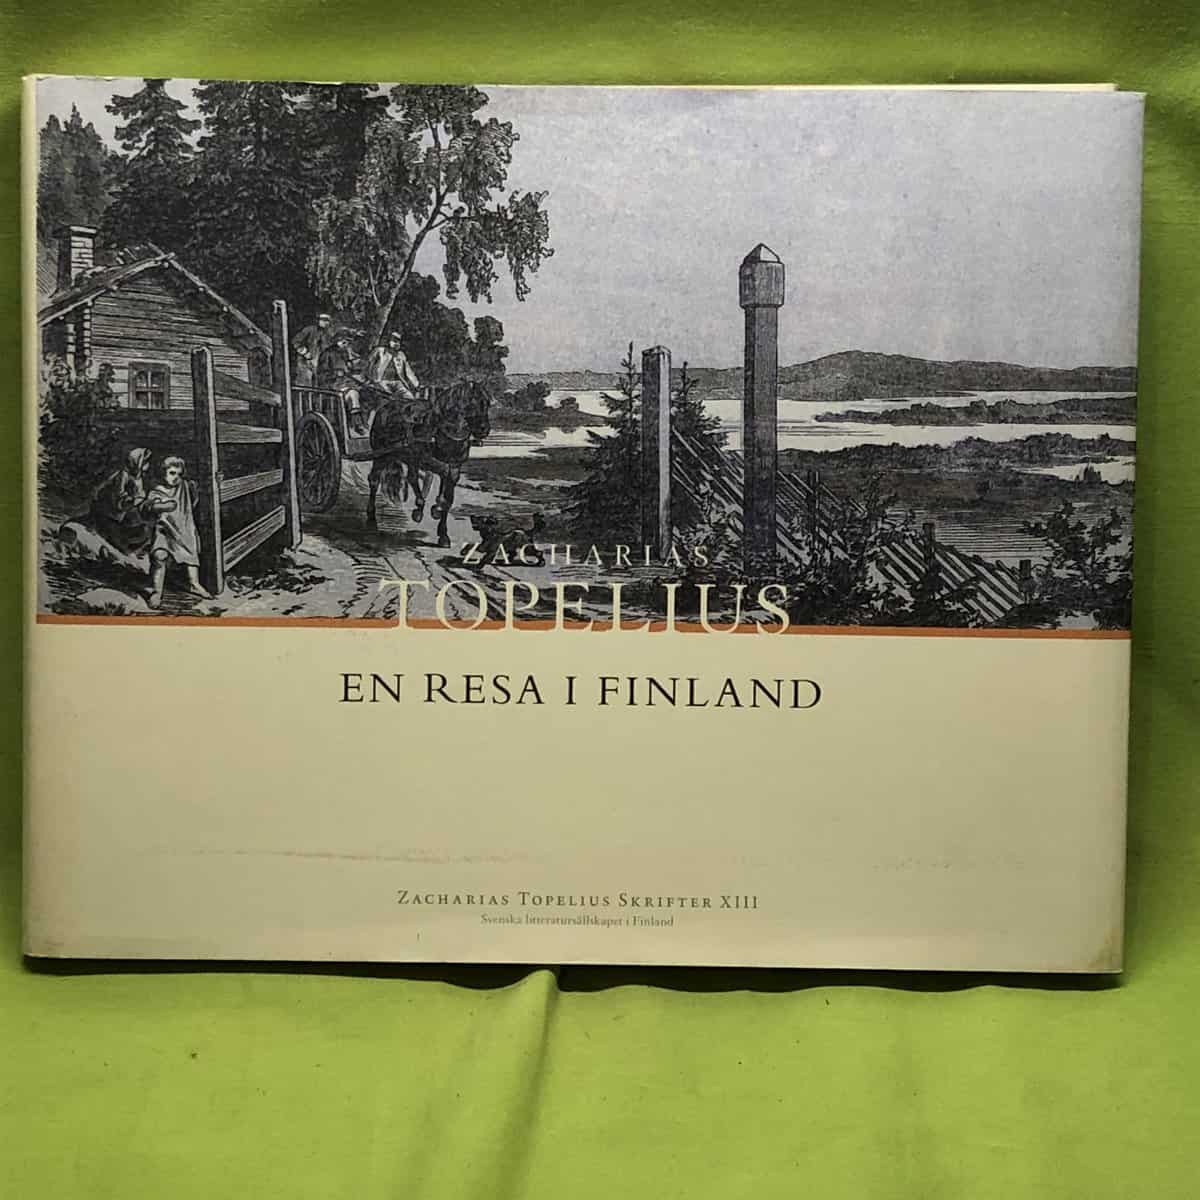 ZACHARIAS
TOPELIUS
EN RESA I FINLAND
ZACHARIAS TOPELIUS SKRIFTER XIII
Svenska litteratursällskapet i Finland